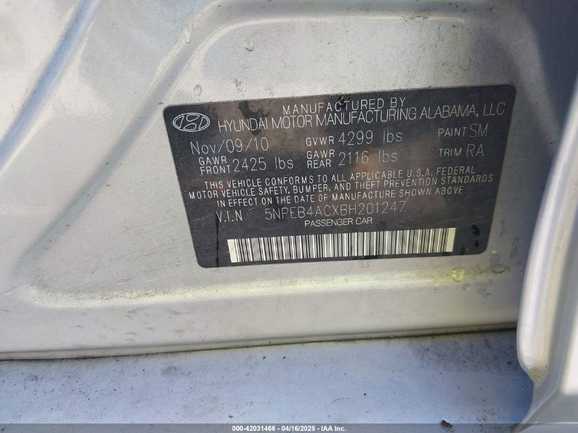 MANUFACTURED BY
HYUNDAI MOTOR MANUFACTURING ALABAMA, LLC
Nov/09/10 GVWR 4299 lbs PAINT SM
GAWR FRONT 2425 lbs GAWR REAR 2116 lbs TRIM RA
THIS VEHICLE CONFORMS TO ALL APPLICABLE U.S.A. FEDERAL
MOTOR VEHICLE SAFETY, BUMPER, AND THEFT PREVENTION
STANDARDS IN EFFECT ON THE DATE OF MANUFACTURE SHOWN ABOVE.
V.I.N 5NPEB4ACXBH201247
PASSENGER CAR
000-42031468 - 04/16/2025 - IAA Inc.